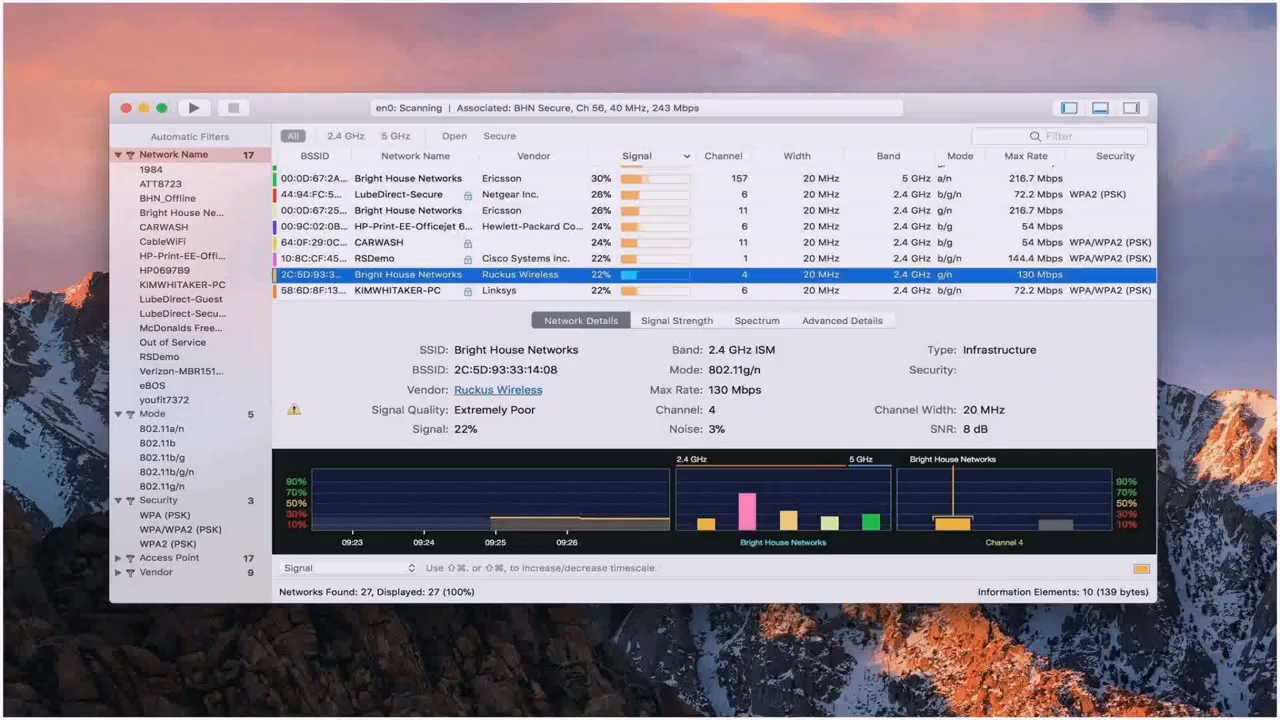 en0: Scanning | Associated: BHN Secure, Ch 56, 40 MHz, 243 Mbps
Automatic Filters
All 2.4 GHz 5 GHz Open Secure Filter
Network Name 17
1984
ATT8723
BHN_Offline
Bright House Ne...
CARWASH
CableWiFi
HP-Print-EE-Offi...
HP0697B9
KIMWHITAKER-PC
LubeDirect-Guest
LubeDirect-Secu...
McDonalds Free...
Out of Service
RSDemo
Verizon-MBR151...
eBOS
youfit7372
Mode 5
802.11a/n
802.11b
802.11b/g
802.11b/g/n
802.11g/n
Security 3
WPA (PSK)
WPA/WPA2 (PSK)
WPA2 (PSK)
Access Point 17
Vendor 9
BSSID Network Name Vendor Signal Channel Width Band Mode Max Rate Security
00:0D:67:2A... Bright House Networks Ericsson 30% 157 20 MHz 5 GHz a/n 216.7 Mbps
44:94:FC:5... LubeDirect-Secure Netgear Inc. 26% 6 20 MHz 2.4 GHz b/g/n 72.2 Mbps WPA2 (PSK)
00:0D:67:25... Bright House Networks Ericsson 26% 11 20 MHz 2.4 GHz g/n 216.7 Mbps
00:9C:02:0B... HP-Print-EE-Officejet 6... Hewlett-Packard Co... 24% 6 20 MHz 2.4 GHz b/g 54 Mbps
64:0F:29:0C... CARWASH 24% 11 20 MHz 2.4 GHz b/g 54 Mbps WPA/WPA2 (PSK)
10:8C:CF:45... RSDemo Cisco Systems Inc. 22% 1 20 MHz 2.4 GHz b/g/n 144.4 Mbps WPA/WPA2 (PSK)
2C:5D:93:3... Bright House Networks Ruckus Wireless 22% 4 20 MHz 2.4 GHz g/n 130 Mbps
58:6D:8F:13... KIMWHITAKER-PC Linksys 22% 6 20 MHz 2.4 GHz b/g/n 72.2 Mbps WPA/WPA2 (PSK)
Network Details Signal Strength Spectrum Advanced Details
SSID: Bright House Networks Band: 2.4 GHz ISM Type: Infrastructure
BSSID: 2C:5D:93:33:14:08 Mode: 802.11g/n Security:
Vendor: Ruckus Wireless Max Rate: 130 Mbps
Signal Quality: Extremely Poor Channel: 4 Channel Width: 20 MHz
Signal: 22% Noise: 3% SNR: 8 dB
2.4 GHz 5 GHz Bright House Networks
90% 90%
70% 70%
50% 50%
30% 30%
10% 10%
09:23 09:24 09:25 09:26 Bright House Networks Channel 4
Signal Use ⇧⌘. or ⇧⌘, to increase/decrease timescale.
Networks Found: 27, Displayed: 27 (100%) Information Elements: 10 (139 bytes)